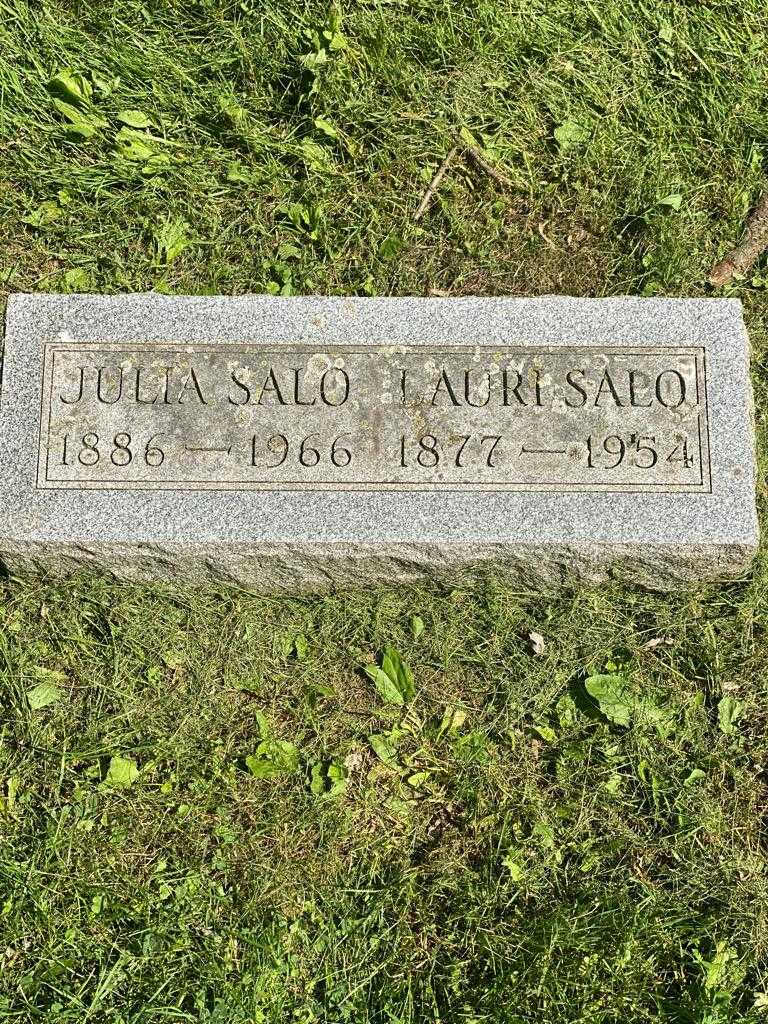 JULIA SALO LAURI SALO
1886 — 1966 1877 — 1954